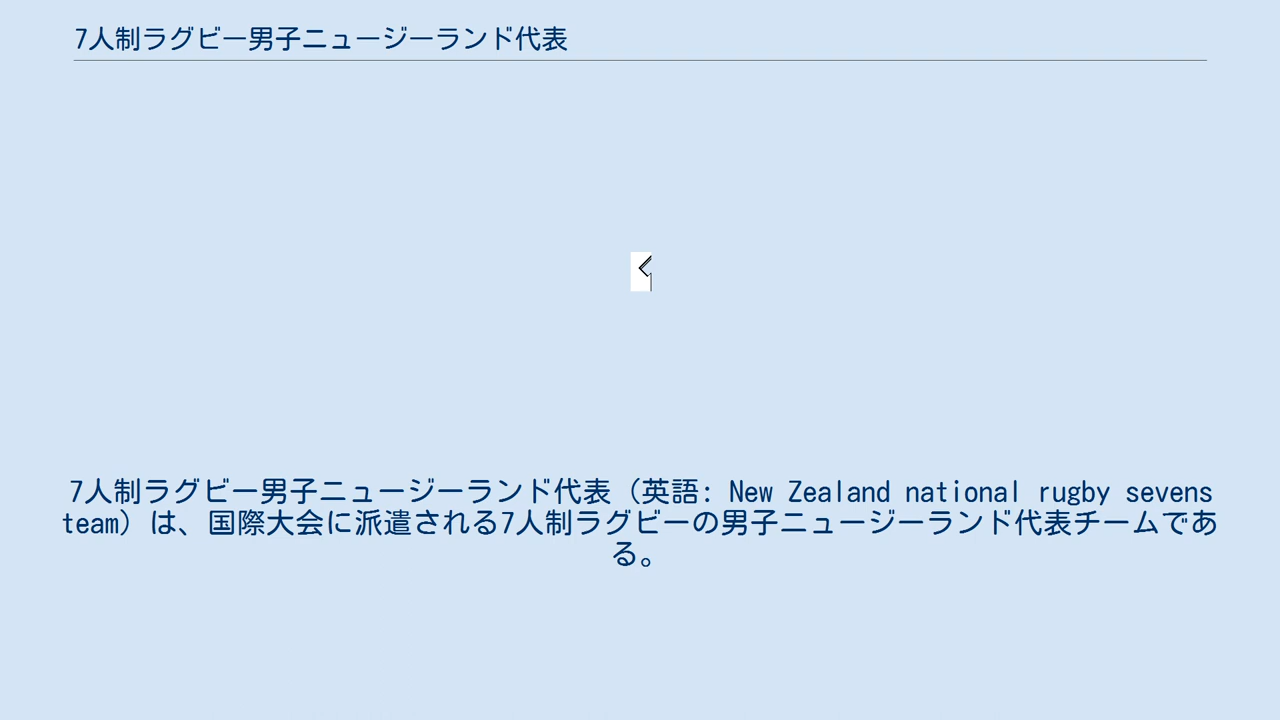 7人制ラグビー男子ニュージーランド代表
7人制ラグビー男子ニュージーランド代表（英語: New Zealand national rugby sevens
team）は、国際大会に派遣される7人制ラグビーの男子ニュージーランド代表チームであ
る。